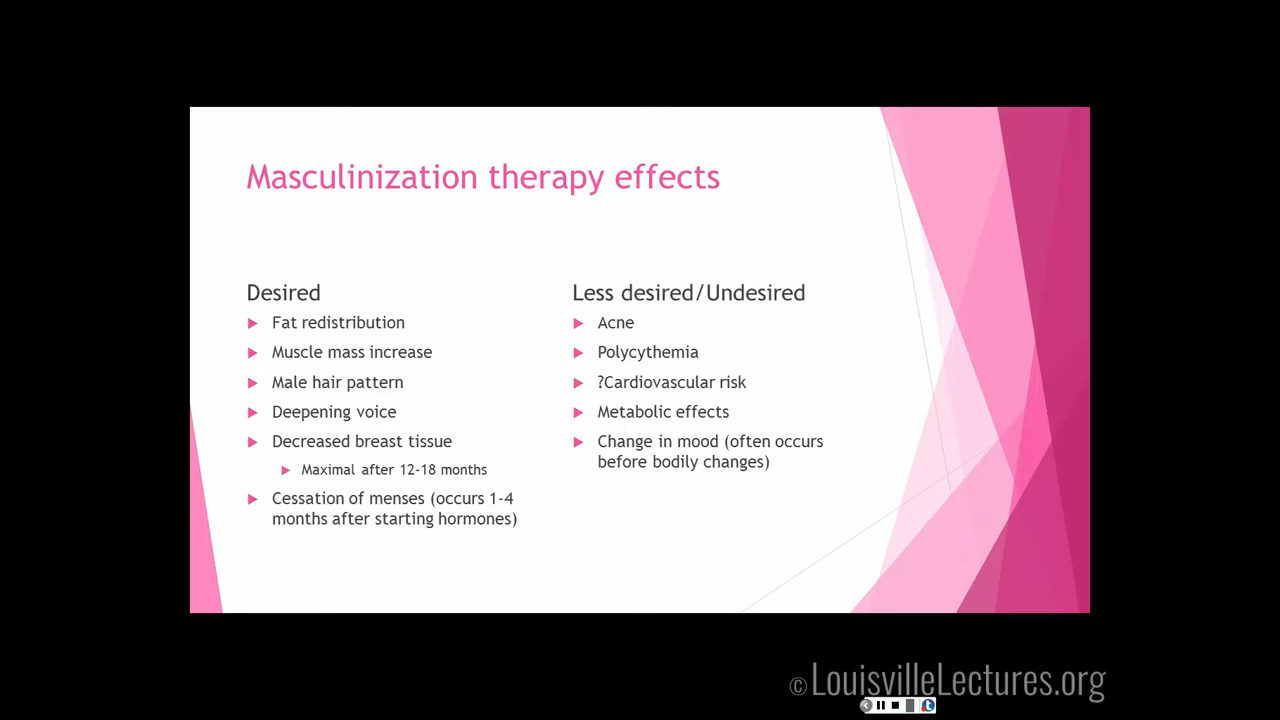 Masculinization therapy effects
Desired
Fat redistribution
Muscle mass increase
Male hair pattern
Deepening voice
Decreased breast tissue
Maximal after 12-18 months
Cessation of menses (occurs 1-4
months after starting hormones)
Less desired/Undesired
Acne
Polycythemia
?Cardiovascular risk
Metabolic effects
Change in mood (often occurs
before bodily changes)
© LouisvilleLectures.org